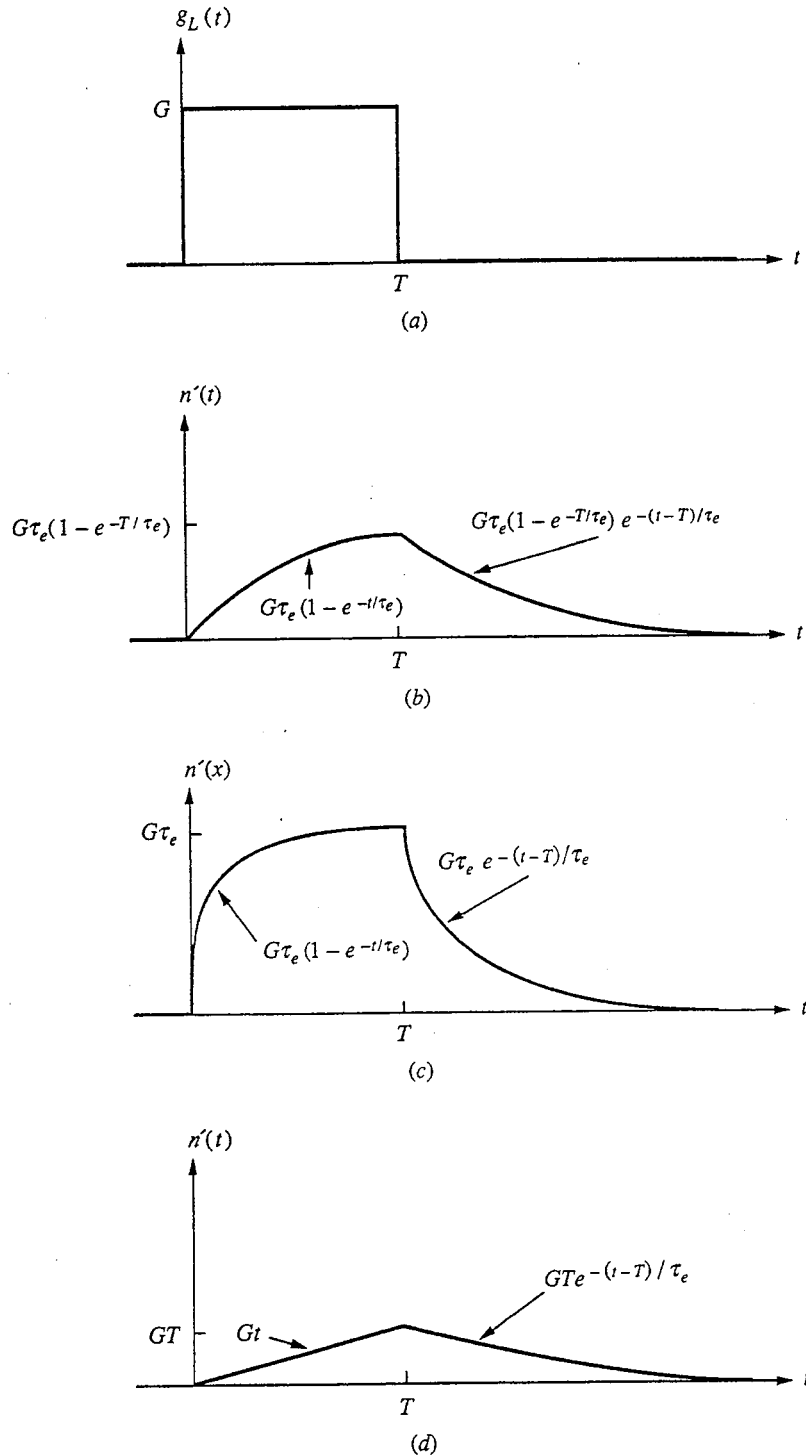 g_L(t)
G
t
T
(a)
n´(t)
Gτ_e(1 − e^{−T/τ_e})
Gτ_e(1 − e^{−T/τ_e}) e^{−(t−T)/τ_e}
Gτ_e(1 − e^{−t/τ_e})
t
T
(b)
n´(x)
Gτ_e
Gτ_e e^{−(t−T)/τ_e}
Gτ_e(1 − e^{−t/τ_e})
t
T
(c)
n´(t)
GTe^{−(t−T)/τ_e}
GT
Gt
t
T
(d)